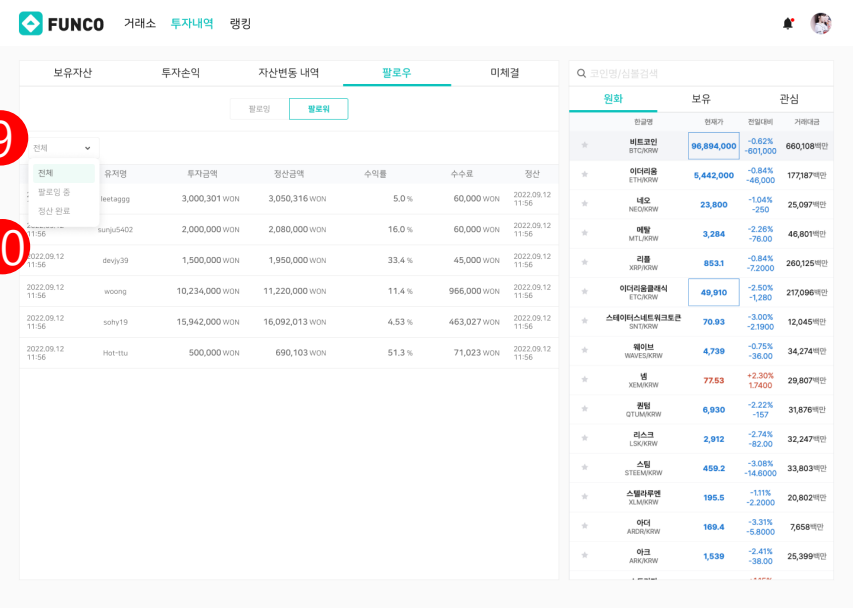 FUNCO 거래소 투자내역 랭킹
보유자산 투자손익 자산변동 내역 팔로우 미체결
팔로잉 팔로워
9
전체
전체
팔로잉 중
정산 완료
유저명 투자금액 정산금액 수익률 수수료 정산
leetaggg 3,000,301 WON 3,050,316 WON 5.0 % 60,000 WON 2022.09.12 11:56
11:56 sunju5402 2,000,000 WON 2,080,000 WON 16.0 % 60,000 WON 2022.09.12 11:56
0
2022.09.12 11:56 devjy39 1,500,000 WON 1,950,000 WON 33.4 % 45,000 WON 2022.09.12 11:56
2022.09.12 11:56 woong 10,234,000 WON 11,220,000 WON 11.4 % 966,000 WON 2022.09.12 11:56
2022.09.12 11:56 sohy19 15,942,000 WON 16,092,013 WON 4.53 % 463,027 WON 2022.09.12 11:56
2022.09.12 11:56 Hot-ttu 500,000 WON 690,103 WON 51.3 % 71,023 WON 2022.09.12 11:56
코인명/심볼검색
원화 보유 관심
한글명 현재가 전일대비 거래대금
비트코인 BTC/KRW 96,894,000 -0.62% -601,000 660,108백만
이더리움 ETH/KRW 5,442,000 -0.84% -46,000 177,187백만
네오 NEO/KRW 23,800 -1.04% -250 25,097백만
메탈 MTL/KRW 3,284 -2.26% -76.00 46,801백만
리플 XRP/KRW 853.1 -0.84% -7.2000 260,125백만
이더리움클래식 ETC/KRW 49,910 -2.50% -1,280 217,096백만
스테이터스네트워크토큰 SNT/KRW 70.93 -3.00% -2.1900 12,045백만
웨이브 WAVES/KRW 4,739 -0.75% -36.00 34,274백만
넴 XEM/KRW 77.53 +2.30% 1.7400 29,807백만
퀀텀 QTUM/KRW 6,930 -2.22% -157 31,876백만
리스크 LSK/KRW 2,912 -2.74% -82.00 32,247백만
스팀 STEEM/KRW 459.2 -3.08% -14.6000 33,803백만
스텔라루멘 XLM/KRW 195.5 -1.11% -2.2000 20,802백만
아더 ARDR/KRW 169.4 -3.31% -5.8000 7,658백만
아크 ARK/KRW 1,539 -2.41% -38.00 25,399백만